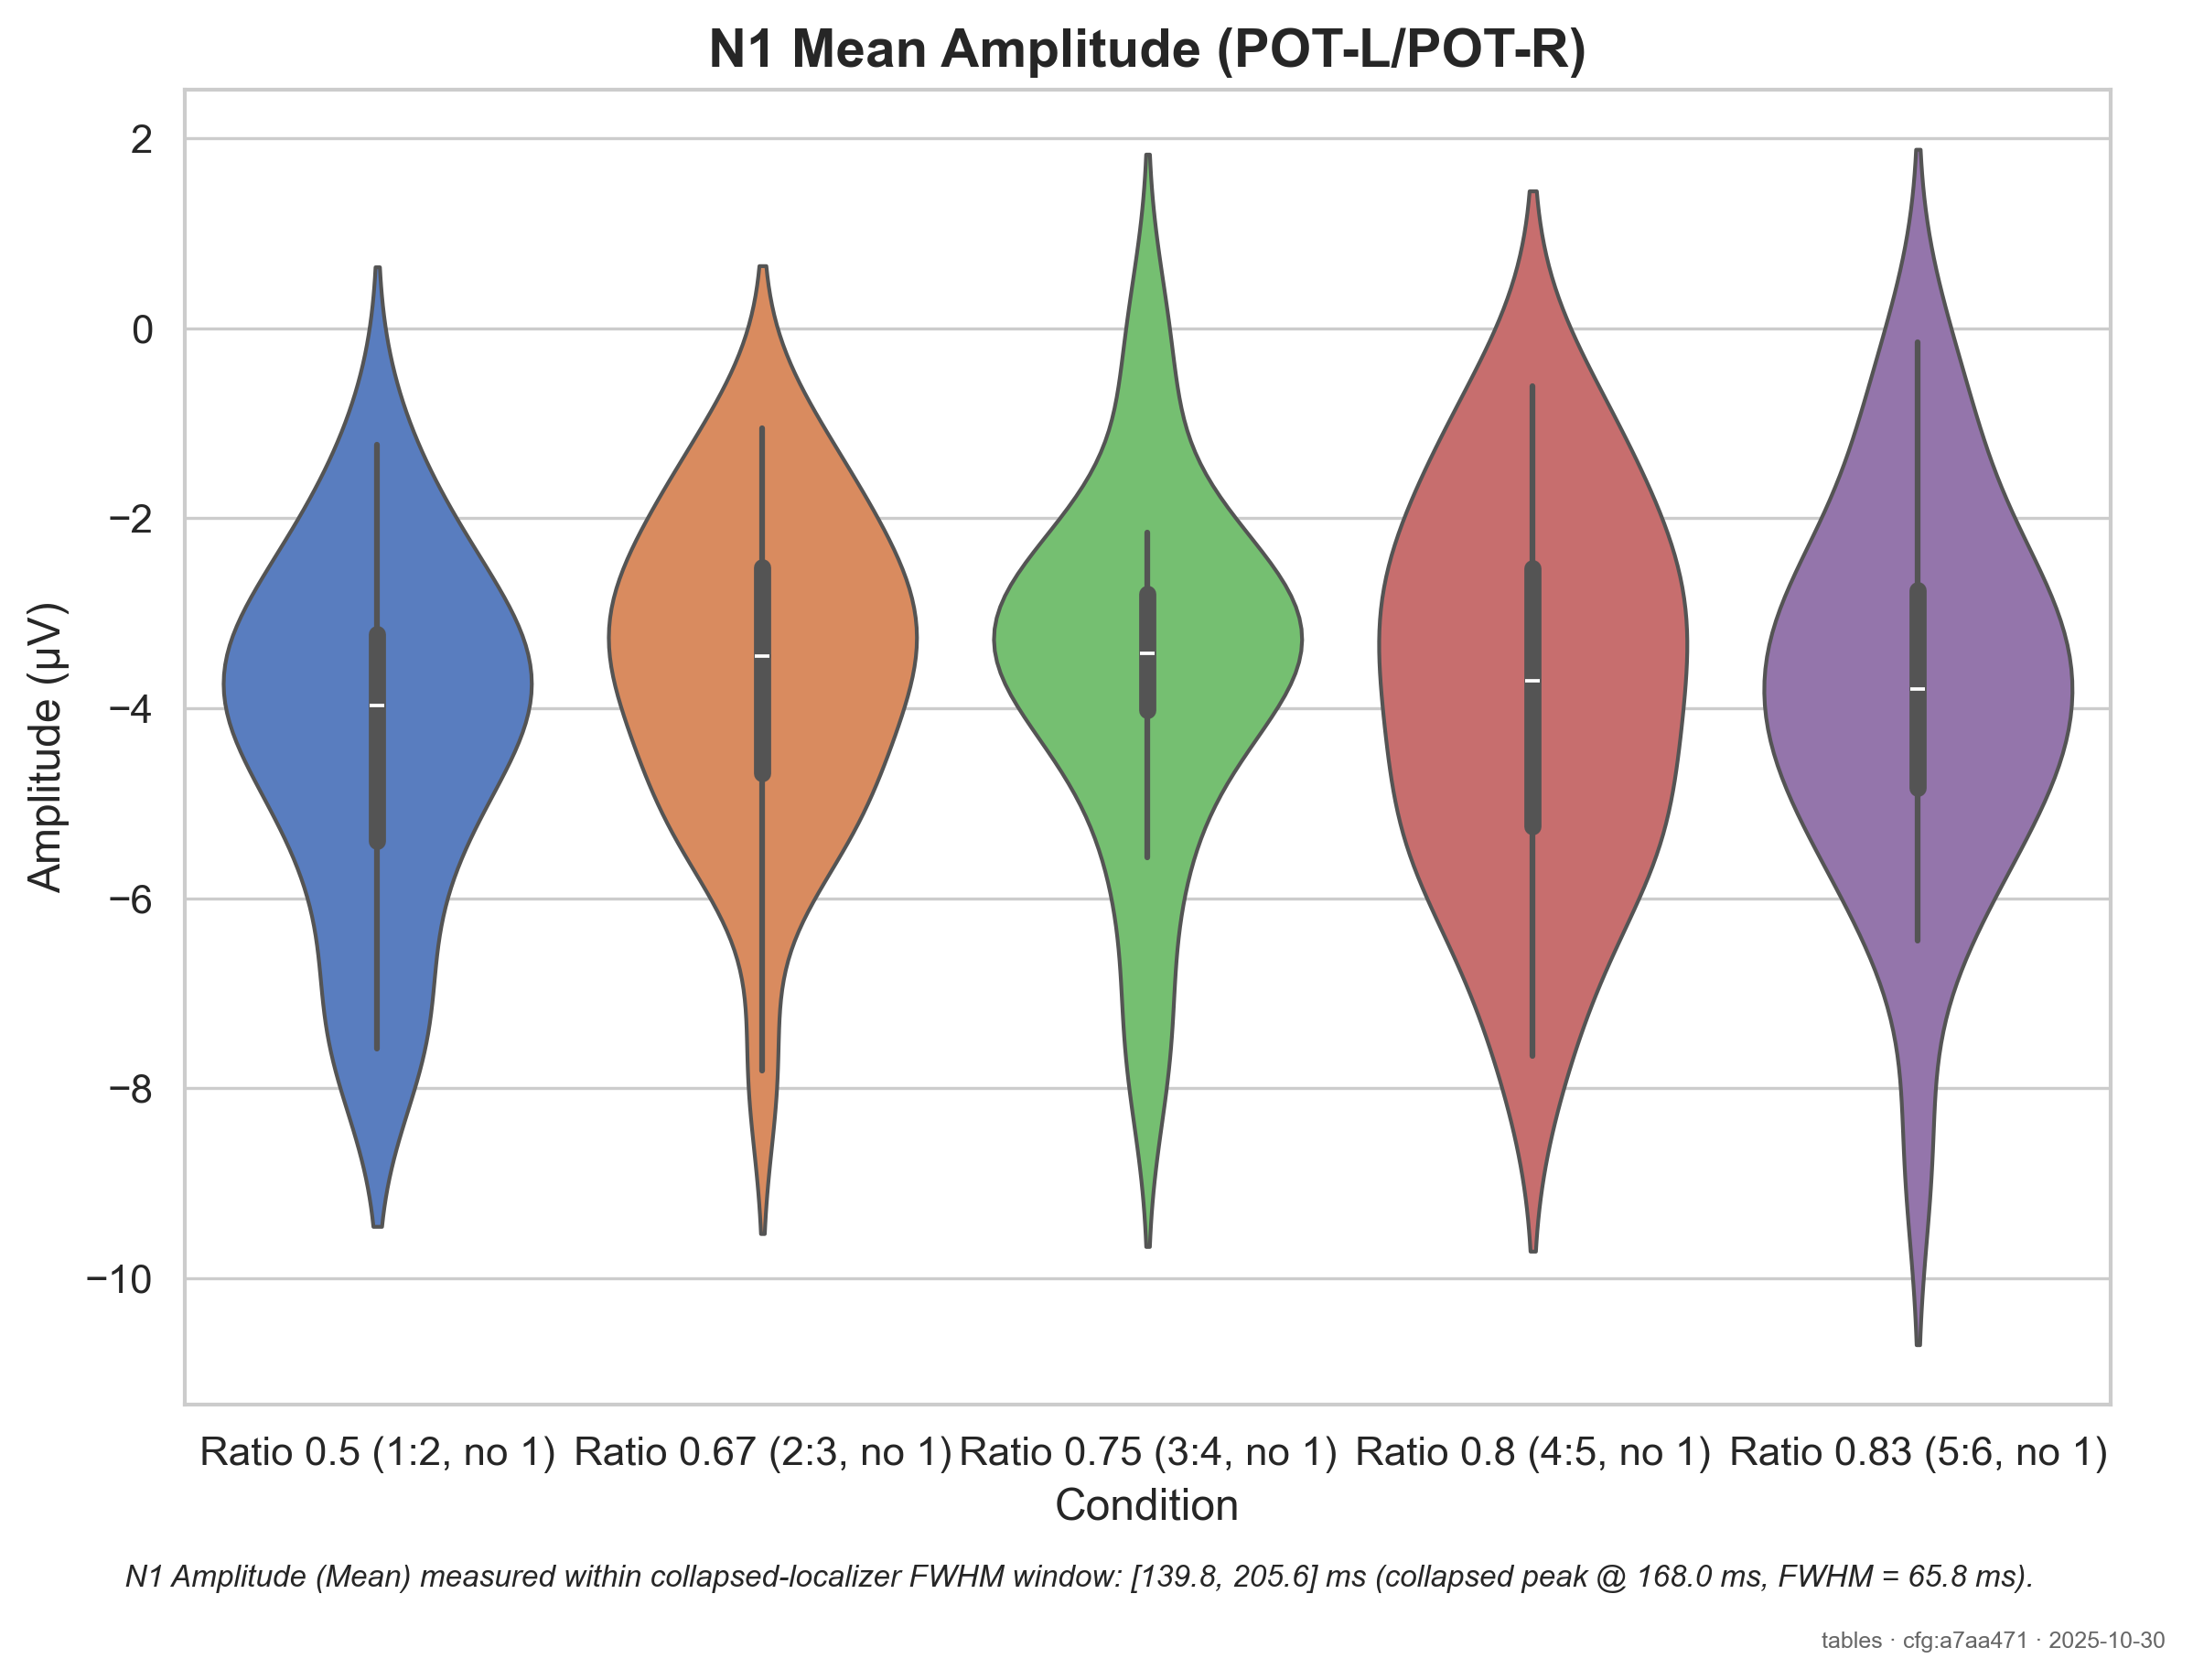 N1 Mean Amplitude (POT-L/POT-R)
Amplitude (µV)
2
0
−2
−4
−6
−8
−10
Ratio 0.5 (1:2, no 1) Ratio 0.67 (2:3, no 1) Ratio 0.75 (3:4, no 1) Ratio 0.8 (4:5, no 1) Ratio 0.83 (5:6, no 1)
Condition
N1 Amplitude (Mean) measured within collapsed-localizer FWHM window: [139.8, 205.6] ms (collapsed peak @ 168.0 ms, FWHM = 65.8 ms).
tables · cfg:a7aa471 · 2025-10-30